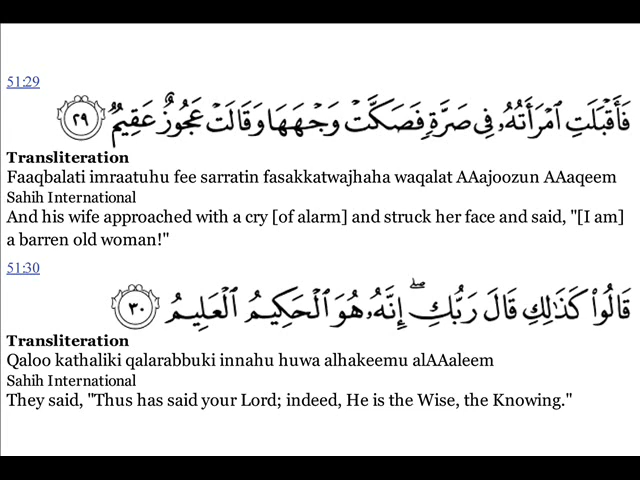 51:29
فَأَقْبَلَتِ ٱمْرَأَتُهُۥ فِى صَرَّةٍ فَصَكَّتْ وَجْهَهَا وَقَالَتْ عَجُوزٌ عَقِيمٌ ۝٢٩
Transliteration
Faaqbalati imraatuhu fee sarratin fasakkatwajhaha waqalat AAajoozun AAaqeem
Sahih International
And his wife approached with a cry [of alarm] and struck her face and said, "[I am]
a barren old woman!"
51:30
قَالُوا۟ كَذَٰلِكِ قَالَ رَبُّكِ ۖ إِنَّهُۥ هُوَ ٱلْحَكِيمُ ٱلْعَلِيمُ ۝٣٠
Transliteration
Qaloo kathaliki qalarabbuki innahu huwa alhakeemu alAAaleem
Sahih International
They said, "Thus has said your Lord; indeed, He is the Wise, the Knowing."